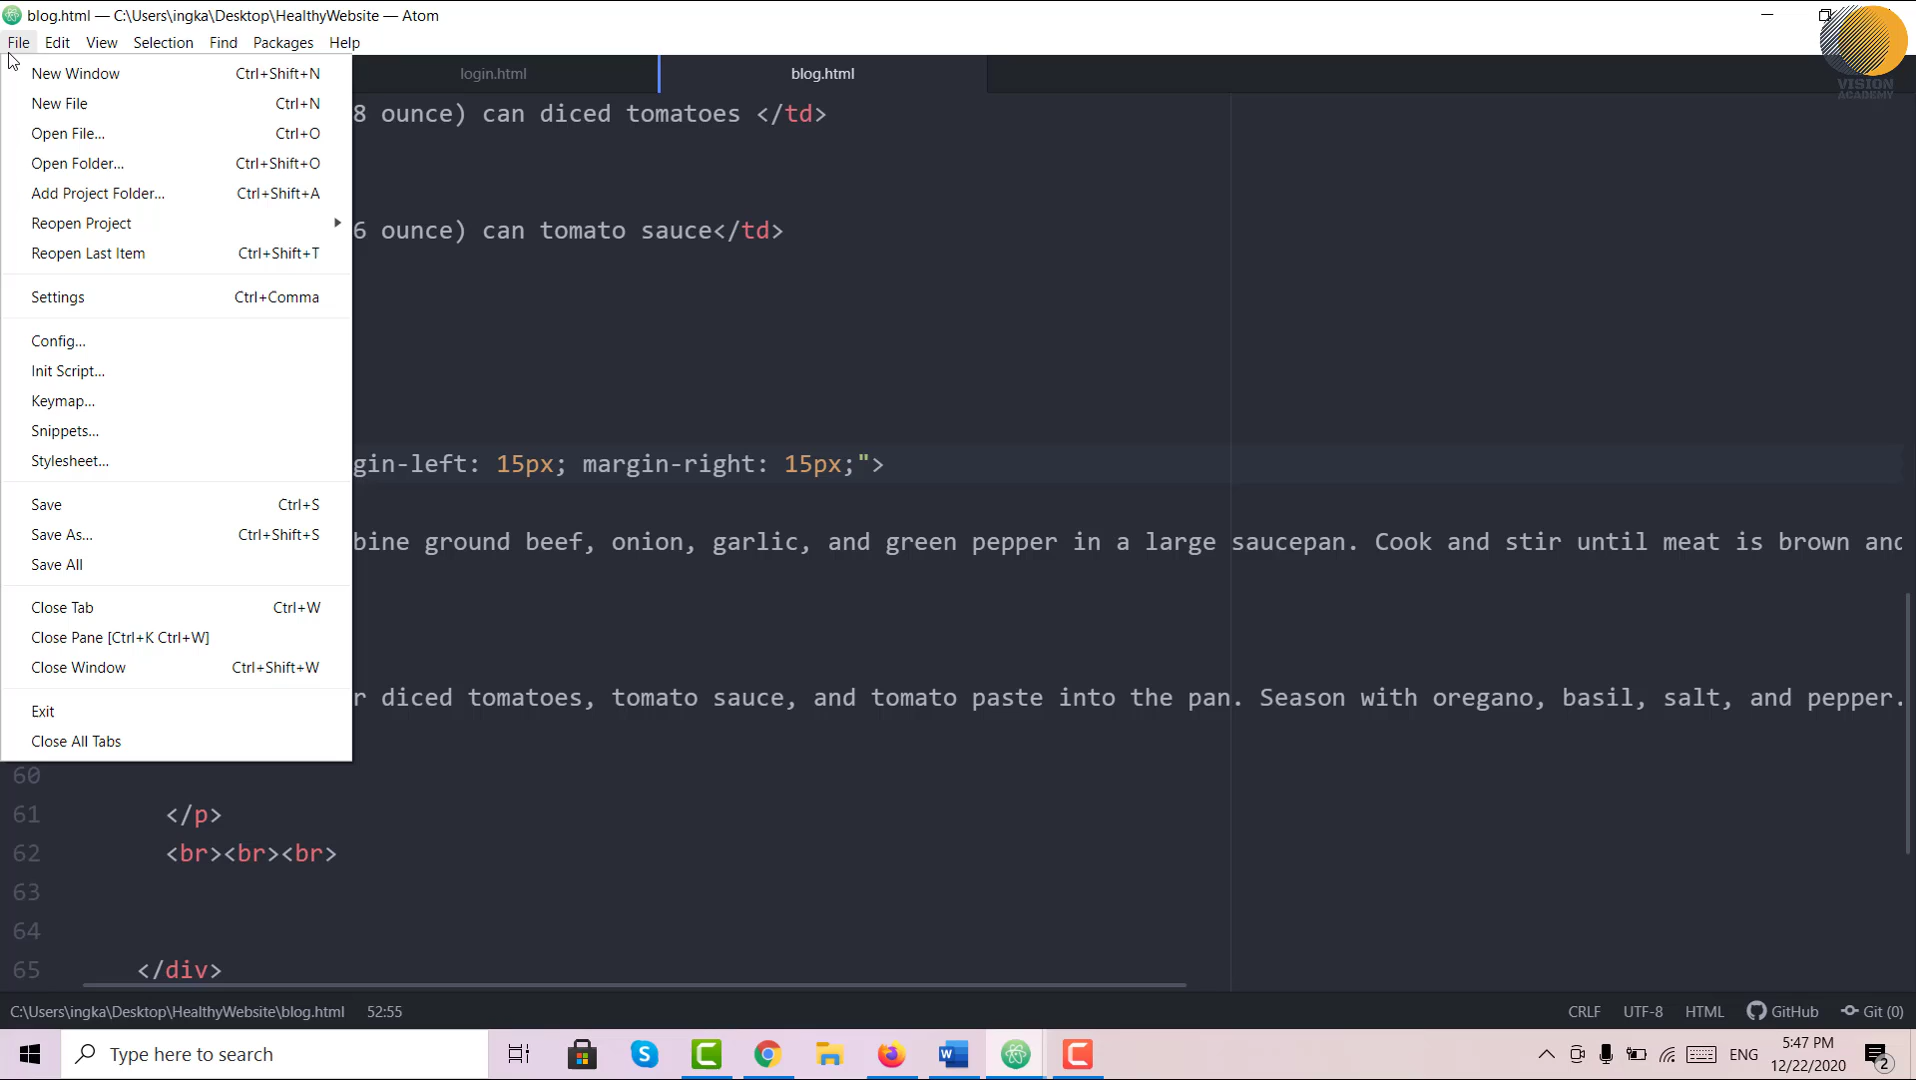 blog.html — C:\Users\ingka\Desktop\HealthyWebsite — Atom
File Edit View Selection Find Packages Help
VISION
ACADEMY
login.html
blog.html
New Window Ctrl+Shift+N
New File Ctrl+N
Open File... Ctrl+O
Open Folder... Ctrl+Shift+O
Add Project Folder... Ctrl+Shift+A
Reopen Project
Reopen Last Item Ctrl+Shift+T
Settings Ctrl+Comma
Config...
Init Script...
Keymap...
Snippets...
Stylesheet...
Save Ctrl+S
Save As... Ctrl+Shift+S
Save All
Close Tab Ctrl+W
Close Pane [Ctrl+K Ctrl+W]
Close Window Ctrl+Shift+W
Exit
Close All Tabs
8 ounce) can diced tomatoes </td>
6 ounce) can tomato sauce</td>
gin-left: 15px; margin-right: 15px;">
bine ground beef, onion, garlic, and green pepper in a large saucepan. Cook and stir until meat is brown and
r diced tomatoes, tomato sauce, and tomato paste into the pan. Season with oregano, basil, salt, and pepper.
60
61 </p>
62 <br><br><br>
63
64
65 </div>
C:\Users\ingka\Desktop\HealthyWebsite\blog.html 52:55 CRLF UTF-8 HTML GitHub Git (0)
Type here to search
ENG
5:47 PM
12/22/2020
2